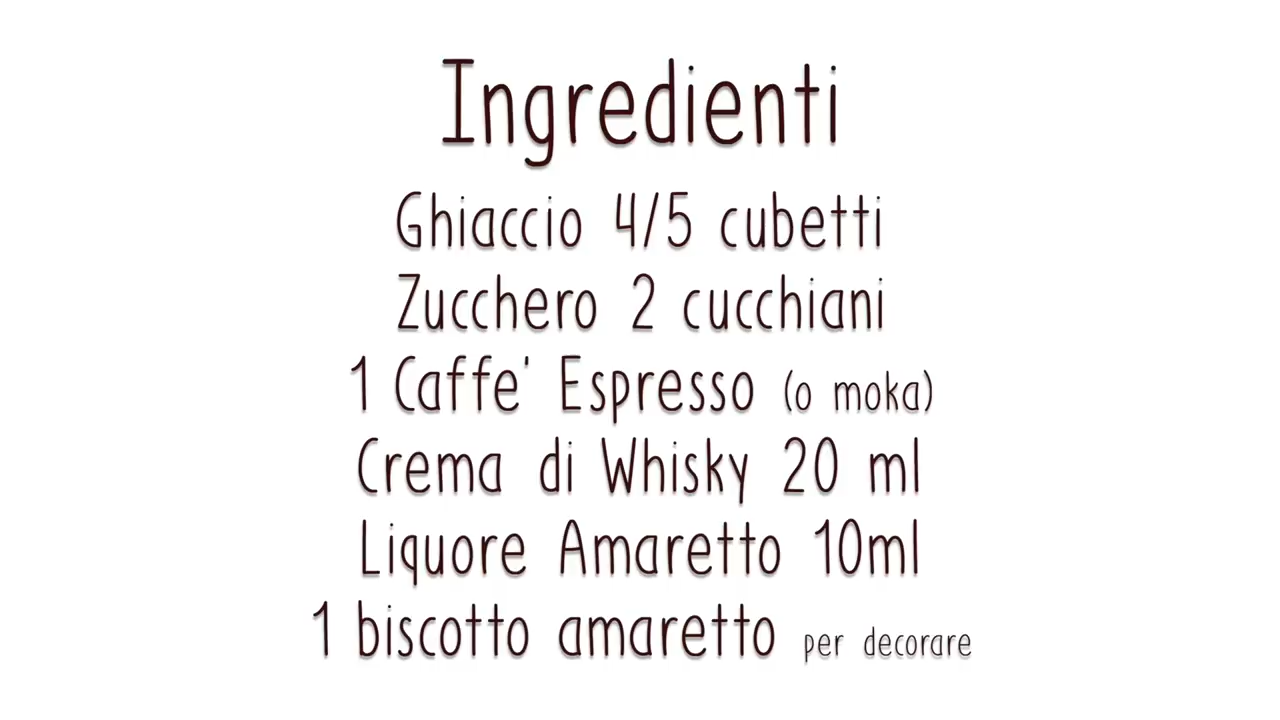 Ingredienti
Ghiaccio 4/5 cubetti
Zucchero 2 cucchiani
1 Caffe' Espresso (o moka)
Crema di Whisky 20 ml
Liquore Amaretto 10ml
1 biscotto amaretto per decorare